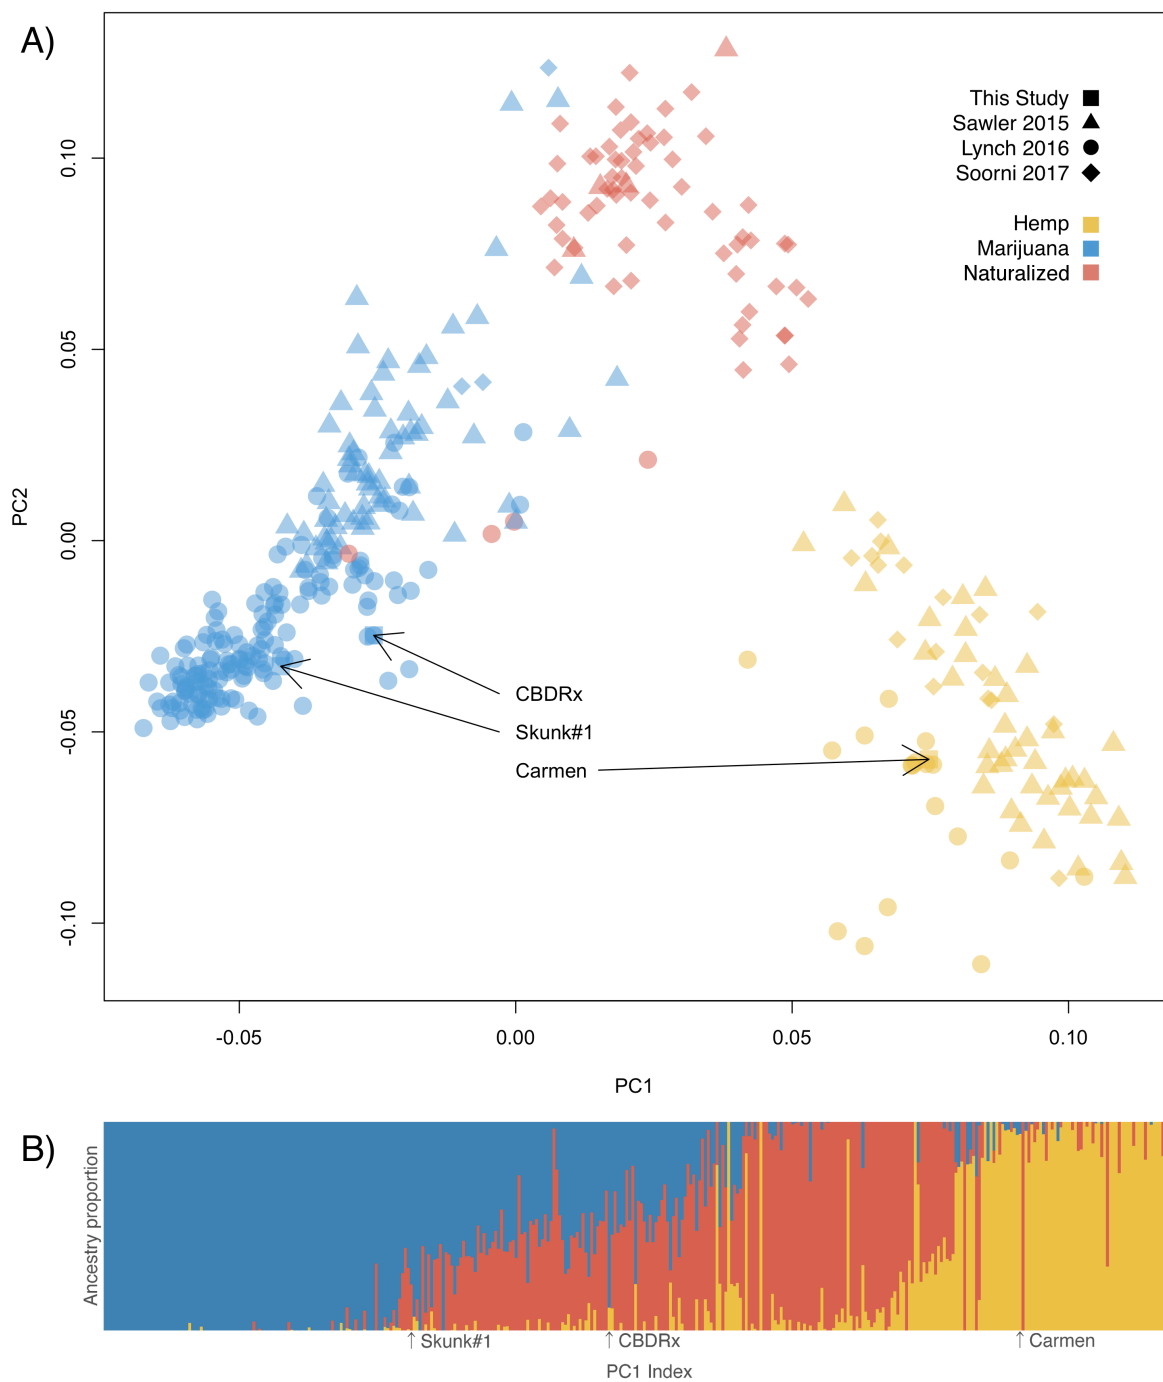 A)
This Study
Sawler 2015
Lynch 2016
Soorni 2017
Hemp
Marijuana
Naturalized
0.10
0.05
0.00
-0.05
-0.10
PC2
CBDRx
Skunk#1
Carmen
-0.05
0.00
0.05
0.10
PC1
B)
Ancestry proportion
↑ Skunk#1
↑ CBDRx
↑ Carmen
PC1 Index